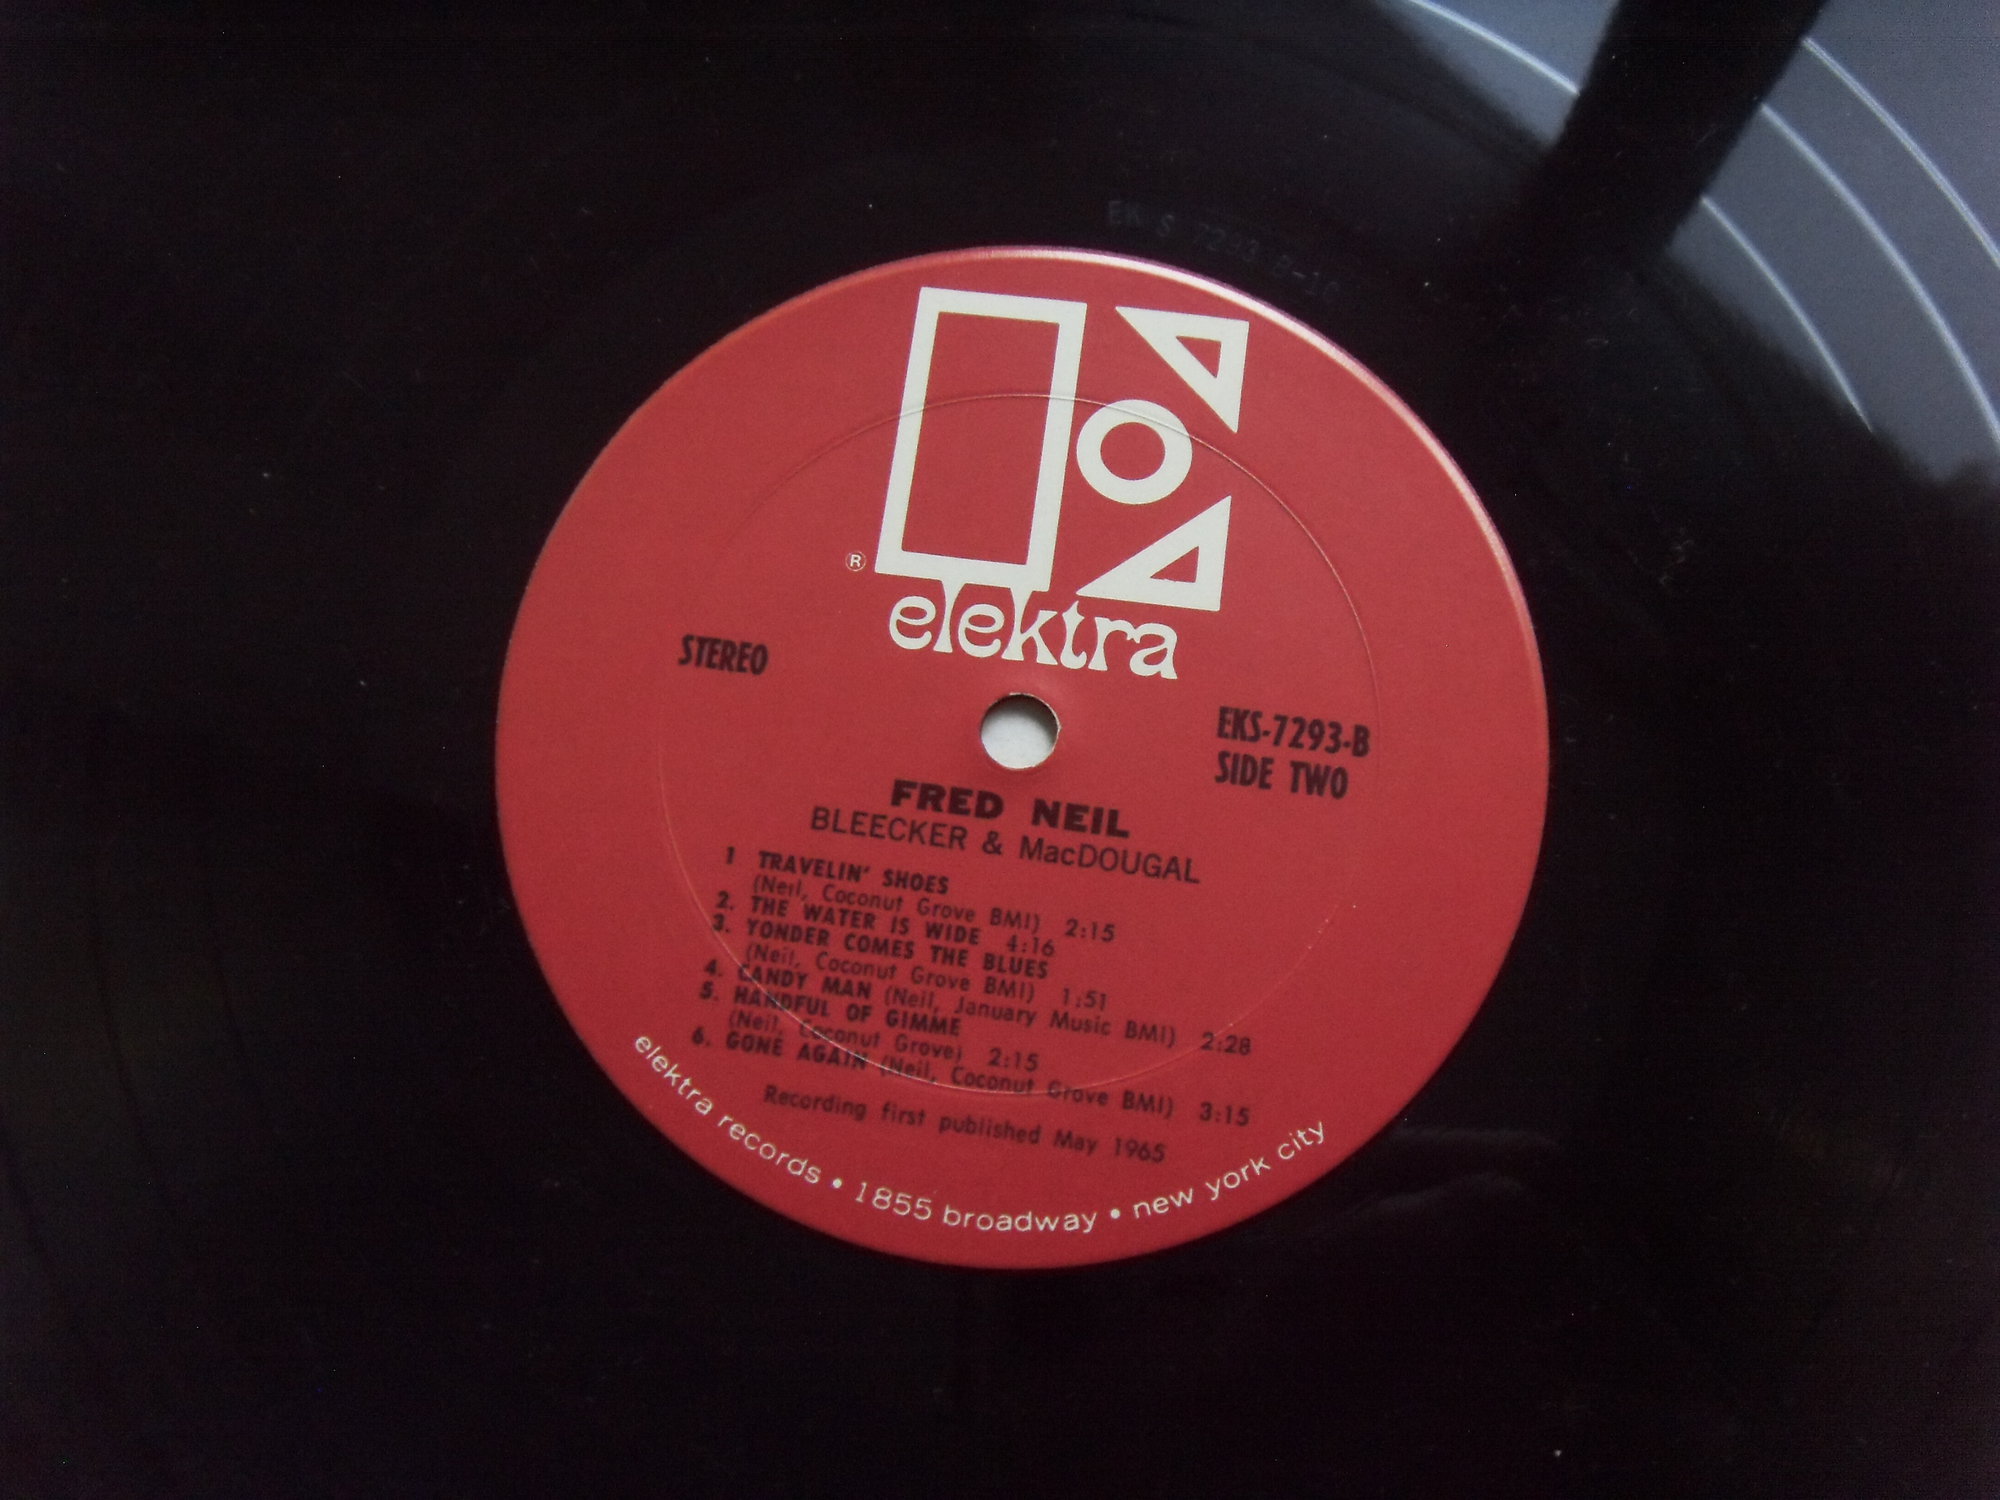 EKS 7293 B-10
®
elektra
STEREO
EKS-7293-B
SIDE TWO
FRED NEIL
BLEECKER & MacDOUGAL
1 TRAVELIN' SHOES
(Neil, Coconut Grove BMI) 2:15
2. THE WATER IS WIDE 4:16
3. YONDER COMES THE BLUES
(Neil, Coconut Grove BMI) 1:51
4. CANDY MAN (Neil, January Music BMI) 2:28
5. HANDFUL OF GIMME
(Neil, Coconut Grove) 2:15
6. GONE AGAIN (Neil, Coconut Grove BMI) 3:15
Recording first published May 1965
elektra records • 1855 broadway • new york city